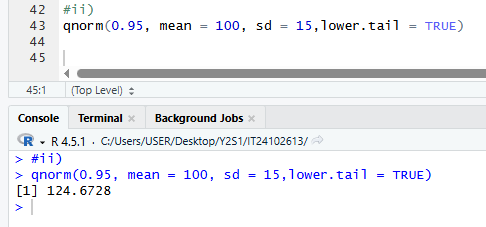 42 #ii)
43 qnorm(0.95, mean = 100, sd = 15,lower.tail = TRUE)
44
45
45:1 (Top Level)
Console Terminal Background Jobs
R 4.5.1 · C:/Users/USER/Desktop/Y2S1/IT24102613/
> #ii)
> qnorm(0.95, mean = 100, sd = 15,lower.tail = TRUE)
[1] 124.6728
>